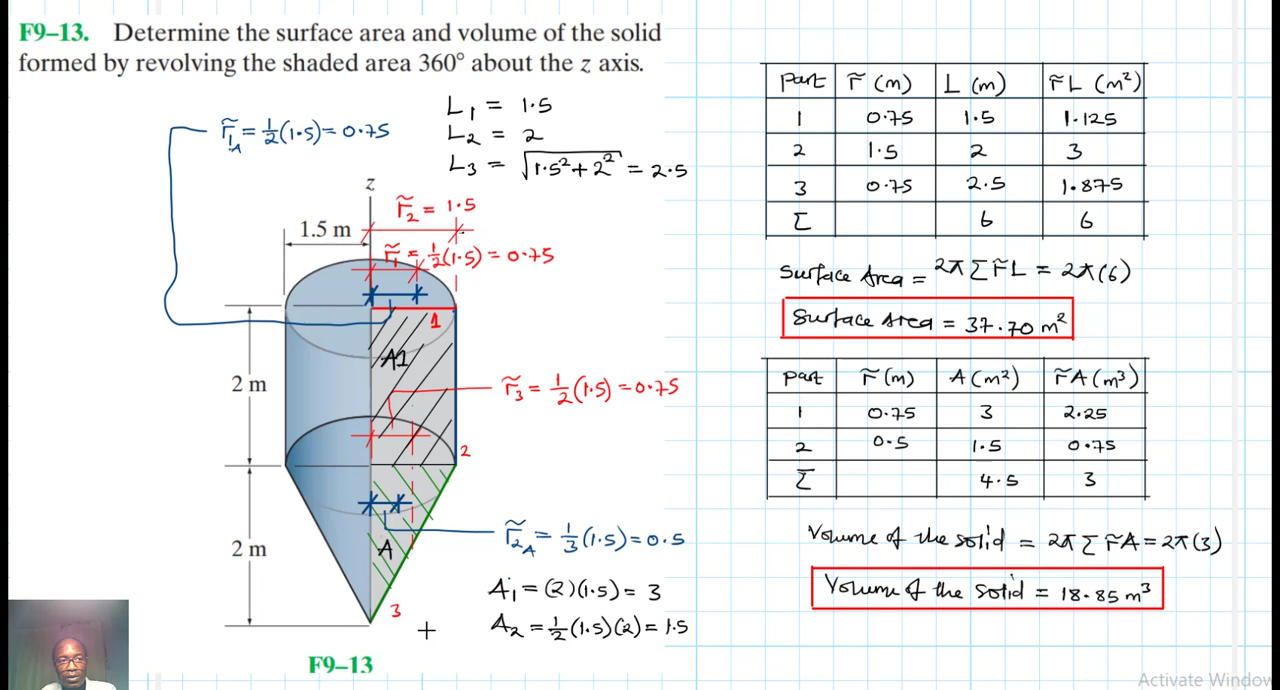 F9–13. Determine the surface area and volume of the solid
formed by revolving the shaded area 360° about the z axis.
r̃₁A = 1/2(1.5) = 0.75
L₁ = 1.5
L₂ = 2
L₃ = √(1.5² + 2²) = 2.5
z
r̃₂ = 1.5
1.5 m
r̃₁ = 1/2(1.5) = 0.75
1
A1
2 m
r̃₃ = 1/2(1.5) = 0.75
2
r̃₂A = 1/3(1.5) = 0.5
2 m
A
A₁ = (2)(1.5) = 3
3
A₂ = 1/2(1.5)(2) = 1.5
F9–13
Part r̃ (m) L (m) r̃L (m²)
1 0.75 1.5 1.125
2 1.5 2 3
3 0.75 2.5 1.875
Σ 6 6
Surface Area = 2π Σ r̃L = 2π(6)
Surface Area = 37.70 m²
Part r̃(m) A(m²) r̃A(m³)
1 0.75 3 2.25
2 0.5 1.5 0.75
Σ 4.5 3
Volume of the solid = 2π Σ r̃A = 2π(3)
Volume of the solid = 18.85 m³
Activate Window